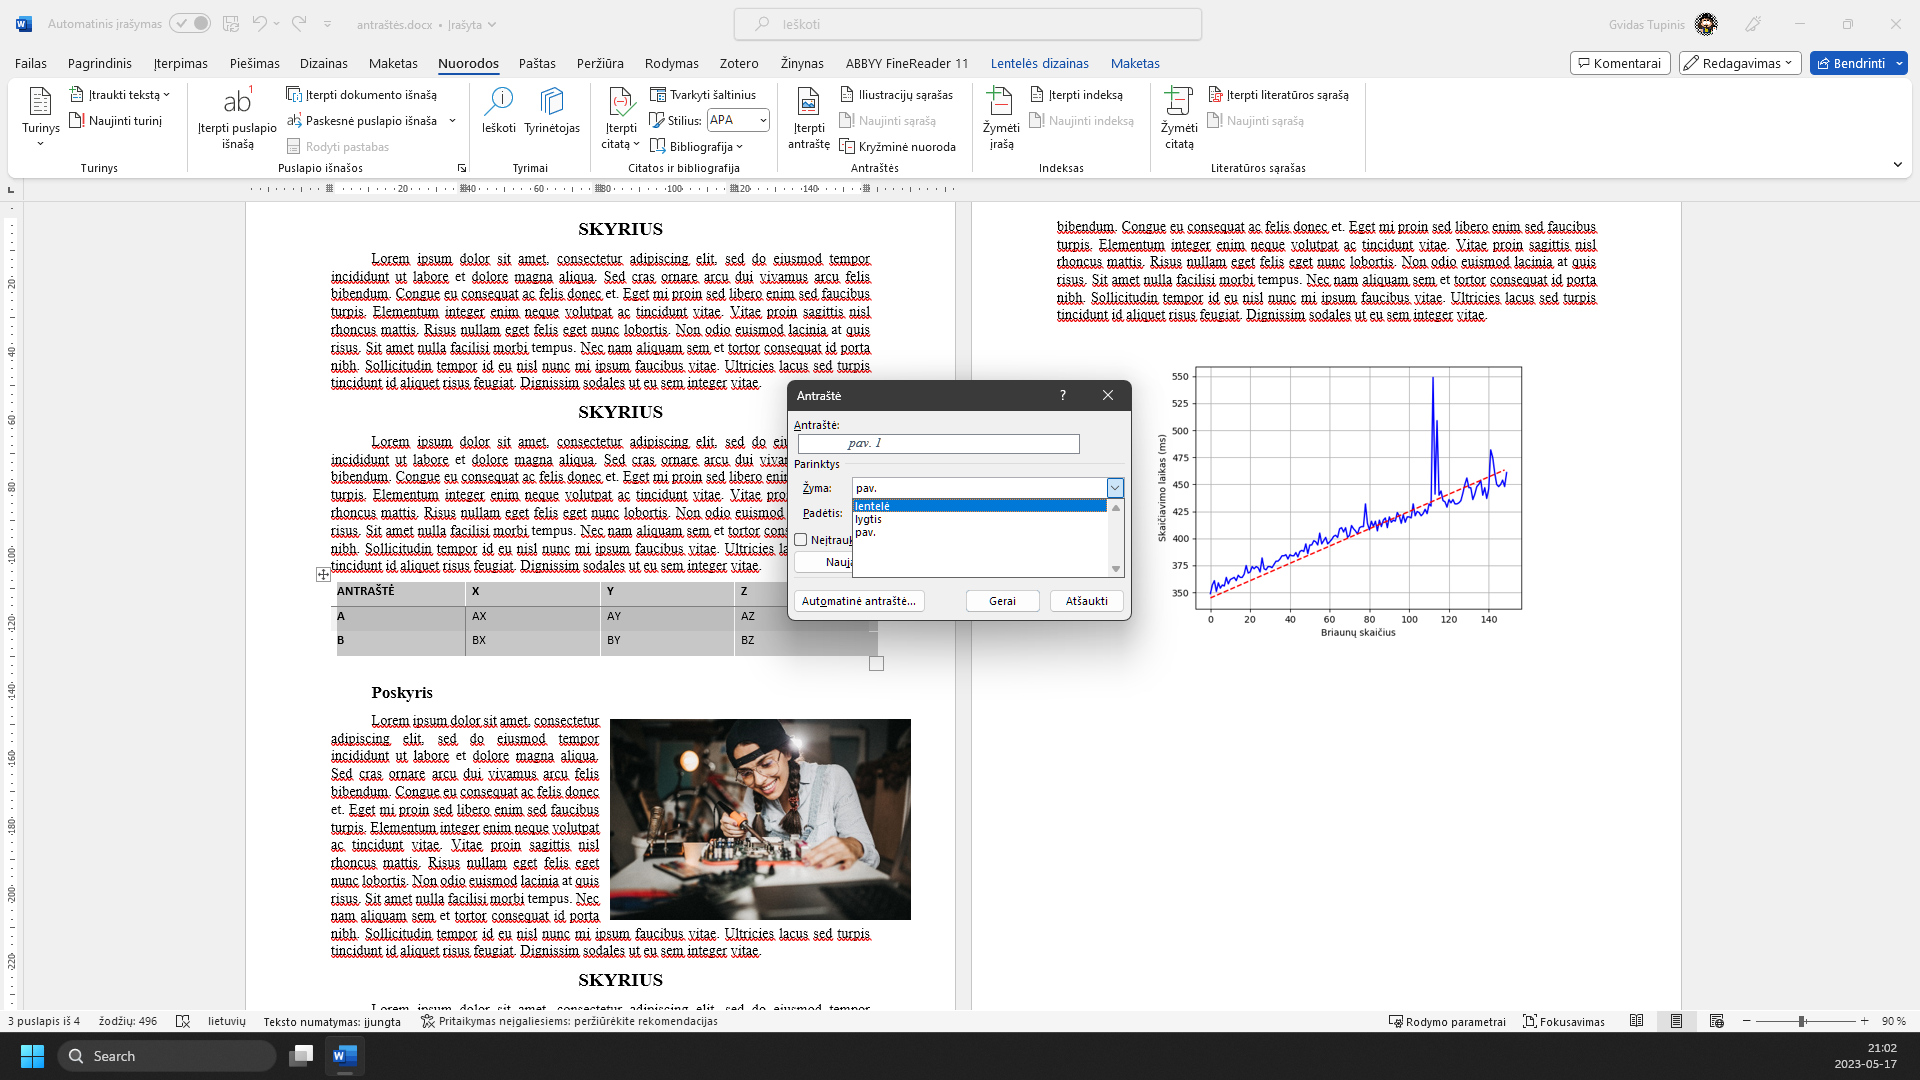 Automatinis įrašymas
antraštės.docx • Įrašyta
Ieškoti
Gvidas Tupinis
Failas
Pagrindinis
Įterpimas
Piešimas
Dizainas
Maketas
Nuorodos
Paštas
Peržiūra
Rodymas
Zotero
Žinynas
ABBYY FineReader 11
Lentelės dizainas
Maketas
Komentarai
Redagavimas
Bendrinti
Turinys
Įtraukti tekstą
Naujinti turinį
Turinys
Įterpti puslapio išnašą
Įterpti dokumento išnašą
Paskesnė puslapio išnaša
Rodyti pastabas
Puslapio išnašos
Ieškoti
Tyrinėtojas
Tyrimai
Įterpti citatą
Tvarkyti šaltinius
Stilius: APA
Bibliografija
Citatos ir bibliografija
Įterpti antraštę
Iliustracijų sąrašas
Naujinti sąrašą
Kryžminė nuoroda
Antraštės
Žymėti įrašą
Įterpti indeksą
Naujinti indeksą
Indeksas
Žymėti citatą
Įterpti literatūros sąrašą
Naujinti sąrašą
Literatūros sąrašas
20 40 60 80 100 120 140
SKYRIUS
Lorem ipsum dolor sit amet, consectetur adipiscing elit, sed do eiusmod tempor
incididunt ut labore et dolore magna aliqua. Sed cras ornare arcu dui vivamus arcu felis
bibendum. Congue eu consequat ac felis donec et. Eget mi proin sed libero enim sed faucibus
turpis. Elementum integer enim neque volutpat ac tincidunt vitae. Vitae proin sagittis nisl
rhoncus mattis. Risus nullam eget felis eget nunc lobortis. Non odio euismod lacinia at quis
risus. Sit amet nulla facilisi morbi tempus. Nec nam aliquam sem et tortor consequat id porta
nibh. Sollicitudin tempor id eu nisl nunc mi ipsum faucibus vitae. Ultricies lacus sed turpis
tincidunt id aliquet risus feugiat. Dignissim sodales ut eu sem integer vitae.
SKYRIUS
Lorem ipsum dolor sit amet, consectetur adipiscing elit, sed do
incididunt ut labore et dolore magna aliqua. Sed cras ornare arcu dui
bibendum. Congue eu consequat ac felis donec et. Eget mi proin sed libero
turpis. Elementum integer enim neque volutpat ac tincidunt vitae. Vitae
rhoncus mattis. Risus nullam eget felis eget nunc lobortis. Non odio euismod
risus. Sit amet nulla facilisi morbi tempus. Nec nam aliquam sem et tortor
nibh. Sollicitudin tempor id eu nisl nunc mi ipsum faucibus vitae. Ultricies
tincidunt id aliquet risus feugiat. Dignissim sodales ut eu sem integer vitae.
ANTRAŠTĖ X Y Z
A AX AY AZ
B BX BY BZ
Poskyris
Lorem ipsum dolor sit amet, consectetur
adipiscing elit, sed do eiusmod tempor
incididunt ut labore et dolore magna aliqua.
Sed cras ornare arcu dui vivamus arcu felis
bibendum. Congue eu consequat ac felis donec
et. Eget mi proin sed libero enim sed faucibus
turpis. Elementum integer enim neque volutpat
ac tincidunt vitae. Vitae proin sagittis nisl
rhoncus mattis. Risus nullam eget felis eget
nunc lobortis. Non odio euismod lacinia at quis
risus. Sit amet nulla facilisi morbi tempus. Nec
nam aliquam sem et tortor consequat id porta
nibh. Sollicitudin tempor id eu nisl nunc mi ipsum faucibus vitae. Ultricies lacus sed turpis
tincidunt id aliquet risus feugiat. Dignissim sodales ut eu sem integer vitae.
SKYRIUS
Lorem ipsum dolor sit amet, consectetur adipiscing elit, sed do eiusmod tempor
bibendum. Congue eu consequat ac felis donec et. Eget mi proin sed libero enim sed faucibus
turpis. Elementum integer enim neque volutpat ac tincidunt vitae. Vitae proin sagittis nisl
rhoncus mattis. Risus nullam eget felis eget nunc lobortis. Non odio euismod lacinia at quis
risus. Sit amet nulla facilisi morbi tempus. Nec nam aliquam sem et tortor consequat id porta
nibh. Sollicitudin tempor id eu nisl nunc mi ipsum faucibus vitae. Ultricies lacus sed turpis
tincidunt id aliquet risus feugiat. Dignissim sodales ut eu sem integer vitae.
Skaičiavimo laikas (ms)
550
525
500
475
450
425
400
375
350
0 20 40 60 80 100 120 140
Briaunų skaičius
Antraštė ?
Antraštė:
pav. 1
Parinktys
Žyma: pav.
lentelė
lygtis
pav.
Padėtis:
Neįtrauk
Nauja
Automatinė antraštė...
Gerai
Atšaukti
20
40
60
80
100
120
140
160
180
200
220
3 puslapis iš 4
žodžių: 496
lietuvių
Teksto numatymas: įjungta
Pritaikymas neįgaliesiems: peržiūrėkite rekomendacijas
Rodymo parametrai
Fokusavimas
90 %
Search
21:02
2023-05-17